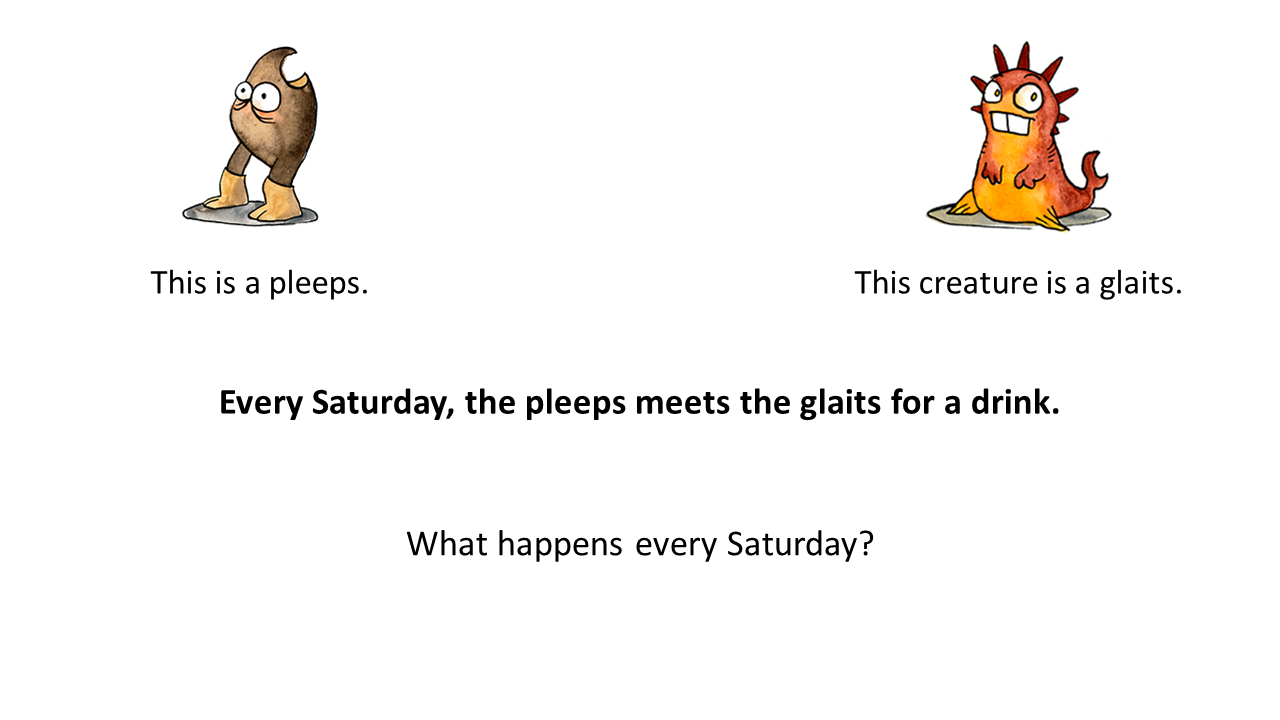 This is a pleeps.
This creature is a glaits.
Every Saturday, the pleeps meets the glaits for a drink.
What happens every Saturday?